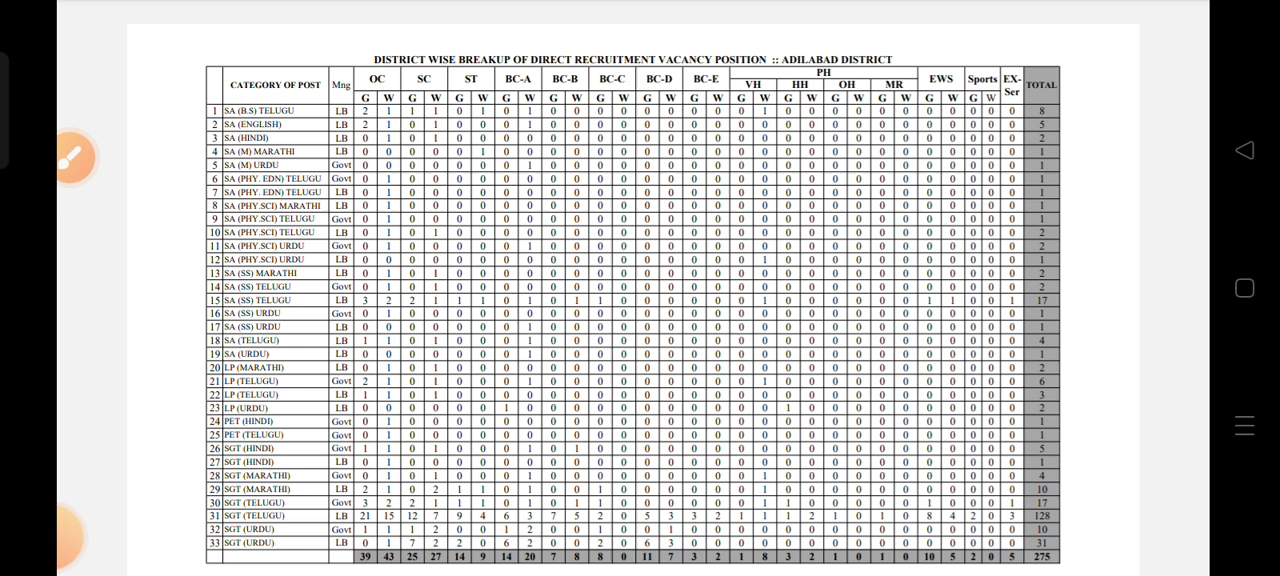 DISTRICT WISE BREAKUP OF DIRECT RECRUITMENT VACANCY POSITION :: ADILABAD DISTRICT
CATEGORY OF POST Mng OC SC ST BC-A BC-B BC-C BC-D BC-E PH EWS Sports EX-Ser TOTAL
VH HH OH MR
G W G W G W G W G W G W G W G W G W G W G W G W G W G W
1 SA (B.S) TELUGU LB 2 1 1 1 0 1 0 1 0 0 0 0 0 0 0 0 0 1 0 0 0 0 0 0 0 0 0 0 0 8
2 SA (ENGLISH) LB 2 1 0 1 0 0 0 1 0 0 0 0 0 0 0 0 0 0 0 0 0 0 0 0 0 0 0 0 0 5
3 SA (HINDI) LB 0 1 0 1 0 0 0 0 0 0 0 0 0 0 0 0 0 0 0 0 0 0 0 0 0 0 0 0 0 2
4 SA (M) MARATHI LB 0 0 0 0 0 1 0 0 0 0 0 0 0 0 0 0 0 0 0 0 0 0 0 0 0 0 0 0 0 1
5 SA (M) URDU Govt 0 0 0 0 0 0 0 1 0 0 0 0 0 0 0 0 0 0 0 0 0 0 0 0 0 0 0 0 0 1
6 SA (PHY. EDN) TELUGU Govt 0 1 0 0 0 0 0 0 0 0 0 0 0 0 0 0 0 0 0 0 0 0 0 0 0 0 0 0 0 1
7 SA (PHY. EDN) TELUGU LB 0 1 0 0 0 0 0 0 0 0 0 0 0 0 0 0 0 0 0 0 0 0 0 0 0 0 0 0 0 1
8 SA (PHY.SCI) MARATHI LB 0 1 0 0 0 0 0 0 0 0 0 0 0 0 0 0 0 0 0 0 0 0 0 0 0 0 0 0 0 1
9 SA (PHY.SCI) TELUGU Govt 0 1 0 0 0 0 0 0 0 0 0 0 0 0 0 0 0 0 0 0 0 0 0 0 0 0 0 0 0 1
10 SA (PHY.SCI) TELUGU LB 0 1 0 1 0 0 0 0 0 0 0 0 0 0 0 0 0 0 0 0 0 0 0 0 0 0 0 0 0 2
11 SA (PHY.SCI) URDU Govt 0 1 0 0 0 0 0 1 0 0 0 0 0 0 0 0 0 0 0 0 0 0 0 0 0 0 0 0 0 2
12 SA (PHY.SCI) URDU LB 0 0 0 0 0 0 0 0 0 0 0 0 0 0 0 0 0 1 0 0 0 0 0 0 0 0 0 0 0 1
13 SA (SS) MARATHI LB 0 1 0 1 0 0 0 0 0 0 0 0 0 0 0 0 0 0 0 0 0 0 0 0 0 0 0 0 0 2
14 SA (SS) TELUGU Govt 0 1 0 1 0 0 0 0 0 0 0 0 0 0 0 0 0 0 0 0 0 0 0 0 0 0 0 0 0 2
15 SA (SS) TELUGU LB 3 2 2 1 1 1 0 1 0 1 1 0 0 0 0 0 0 1 0 0 0 0 0 0 1 1 0 0 1 17
16 SA (SS) URDU Govt 0 1 0 0 0 0 0 0 0 0 0 0 0 0 0 0 0 0 0 0 0 0 0 0 0 0 0 0 0 1
17 SA (SS) URDU LB 0 0 0 0 0 0 0 1 0 0 0 0 0 0 0 0 0 0 0 0 0 0 0 0 0 0 0 0 0 1
18 SA (TELUGU) LB 1 1 0 1 0 0 0 1 0 0 0 0 0 0 0 0 0 0 0 0 0 0 0 0 0 0 0 0 0 4
19 SA (URDU) LB 0 0 0 0 0 0 0 1 0 0 0 0 0 0 0 0 0 0 0 0 0 0 0 0 0 0 0 0 0 1
20 LP (MARATHI) LB 0 1 0 1 0 0 0 0 0 0 0 0 0 0 0 0 0 0 0 0 0 0 0 0 0 0 0 0 0 2
21 LP (TELUGU) Govt 2 1 0 1 0 0 0 1 0 0 0 0 0 0 0 0 0 1 0 0 0 0 0 0 0 0 0 0 0 6
22 LP (TELUGU) LB 1 1 0 1 0 0 0 0 0 0 0 0 0 0 0 0 0 0 0 0 0 0 0 0 0 0 0 0 0 3
23 LP (URDU) LB 0 0 0 0 0 0 1 0 0 0 0 0 0 0 0 0 0 0 1 0 0 0 0 0 0 0 0 0 0 2
24 PET (HINDI) Govt 0 1 0 0 0 0 0 0 0 0 0 0 0 0 0 0 0 0 0 0 0 0 0 0 0 0 0 0 0 1
25 PET (TELUGU) Govt 0 1 0 0 0 0 0 0 0 0 0 0 0 0 0 0 0 0 0 0 0 0 0 0 0 0 0 0 0 1
26 SGT (HINDI) Govt 1 1 0 1 0 0 0 1 0 1 0 0 0 0 0 0 0 0 0 0 0 0 0 0 0 0 0 0 0 5
27 SGT (HINDI) LB 0 1 0 0 0 0 0 0 0 0 0 0 0 0 0 0 0 0 0 0 0 0 0 0 0 0 0 0 0 1
28 SGT (MARATHI) Govt 0 1 0 1 0 0 0 1 0 0 0 0 0 0 0 0 0 1 0 0 0 0 0 0 0 0 0 0 0 4
29 SGT (MARATHI) LB 2 1 0 2 1 1 0 1 0 0 1 0 0 0 0 0 0 1 0 0 0 0 0 0 0 0 0 0 0 10
30 SGT (TELUGU) Govt 3 2 2 1 1 1 0 1 0 1 1 0 0 0 0 0 0 1 1 0 0 0 0 0 1 0 0 0 1 17
31 SGT (TELUGU) LB 21 15 12 7 9 4 6 3 7 5 2 0 5 3 3 2 1 1 1 2 1 0 1 0 8 4 2 0 3 128
32 SGT (URDU) Govt 1 1 1 2 0 0 1 2 0 0 1 0 0 1 0 0 0 0 0 0 0 0 0 0 0 0 0 0 0 10
33 SGT (URDU) LB 0 1 7 2 2 0 6 2 0 0 2 0 6 3 0 0 0 0 0 0 0 0 0 0 0 0 0 0 0 31
39 43 25 27 14 9 14 20 7 8 8 0 11 7 3 2 1 8 3 2 1 0 1 0 10 5 2 0 5 275